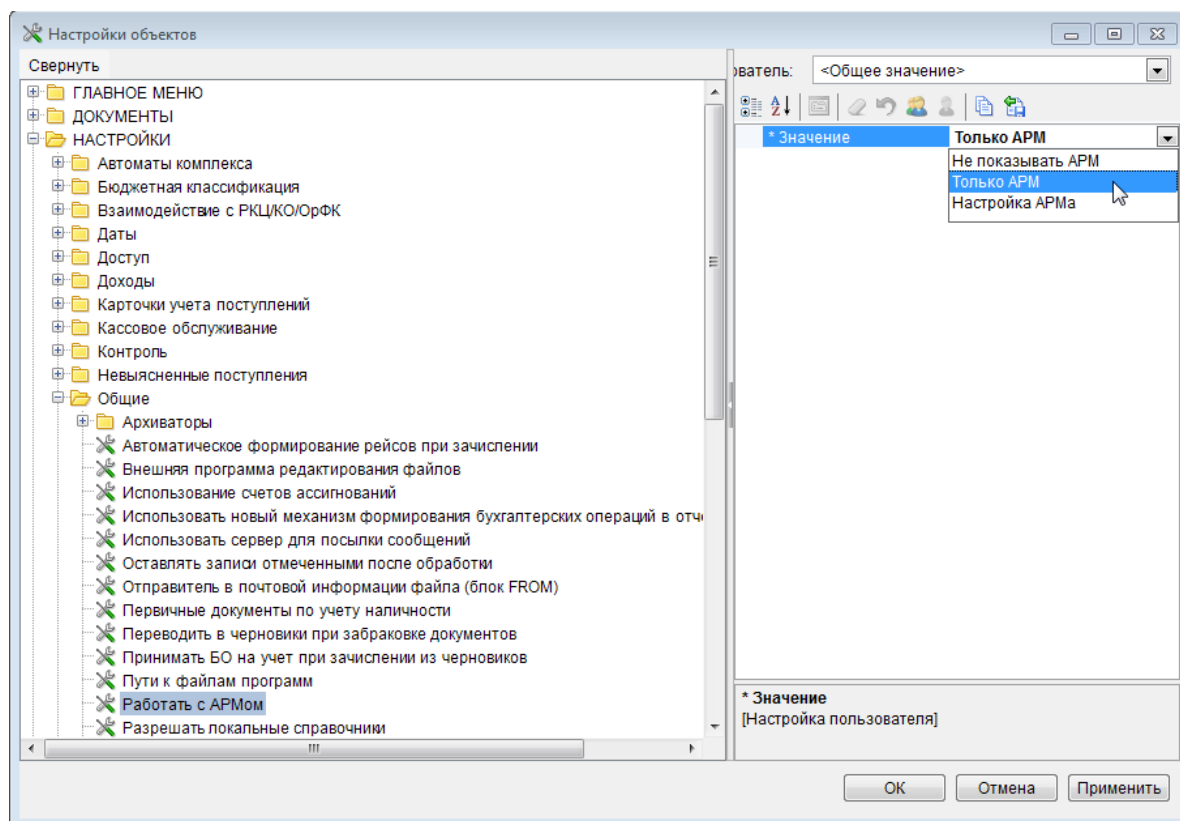 Настройки объектов
Свернуть
ГЛАВНОЕ МЕНЮ
ДОКУМЕНТЫ
НАСТРОЙКИ
Автоматы комплекса
Бюджетная классификация
Взаимодействие с РКЦ/КО/ОрФК
Даты
Доступ
Доходы
Карточки учета поступлений
Кассовое обслуживание
Контроль
Невыясненные поступления
Общие
Архиваторы
Автоматическое формирование рейсов при зачислении
Внешняя программа редактирования файлов
Использование счетов ассигнований
Использовать новый механизм формирования бухгалтерских операций в отч
Использовать сервер для посылки сообщений
Оставлять записи отмеченными после обработки
Отправитель в почтовой информации файла (блок FROM)
Первичные документы по учету наличности
Переводить в черновики при забраковке документов
Принимать БО на учет при зачислении из черновиков
Пути к файлам программ
Работать с АРМом
Разрешать локальные справочники
ователь: <Общее значение>
* Значение Только АРМ
Не показывать АРМ
Только АРМ
Настройка АРМа
* Значение
[Настройка пользователя]
ОК Отмена Применить